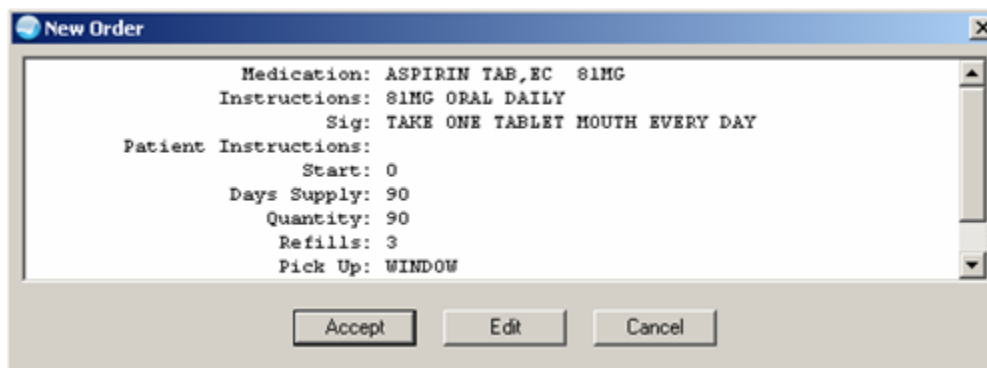 New Order
Medication: ASPIRIN TAB,EC 81MG
Instructions: 81MG ORAL DAILY
Sig: TAKE ONE TABLET MOUTH EVERY DAY
Patient Instructions:
Start: 0
Days Supply: 90
Quantity: 90
Refills: 3
Pick Up: WINDOW
Accept Edit Cancel